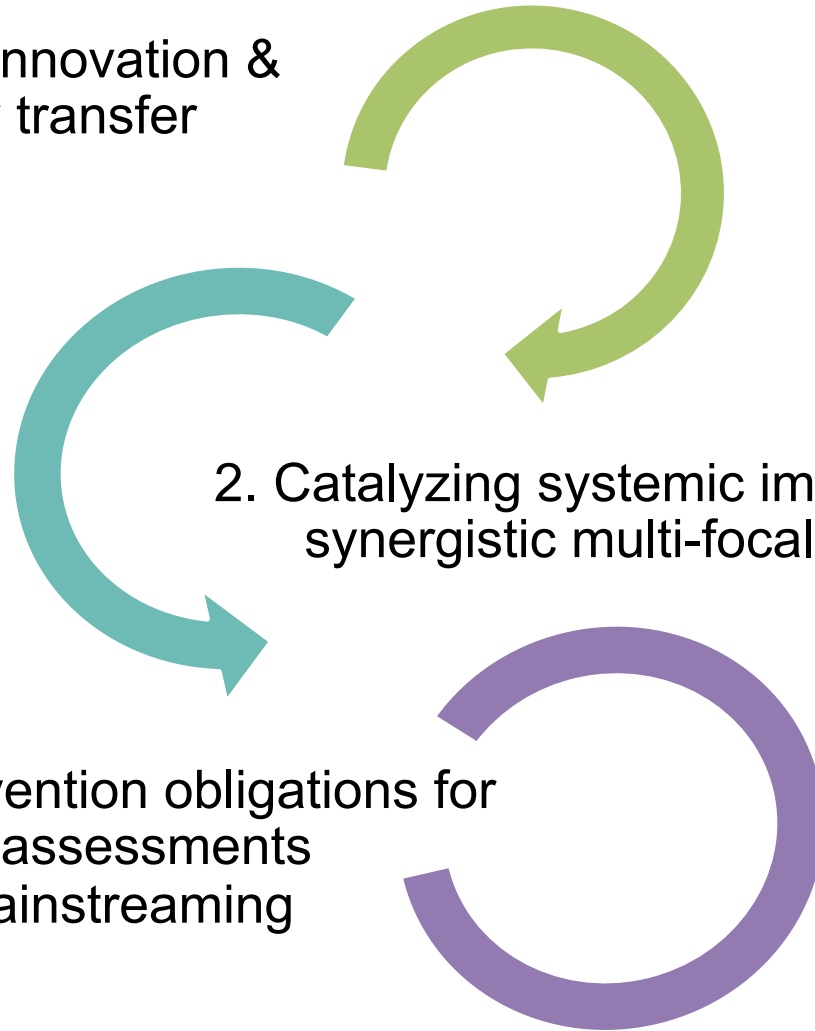 nnovation &
transfer
2. Catalyzing systemic im
synergistic multi-focal
vention obligations for
assessments
ainstreaming